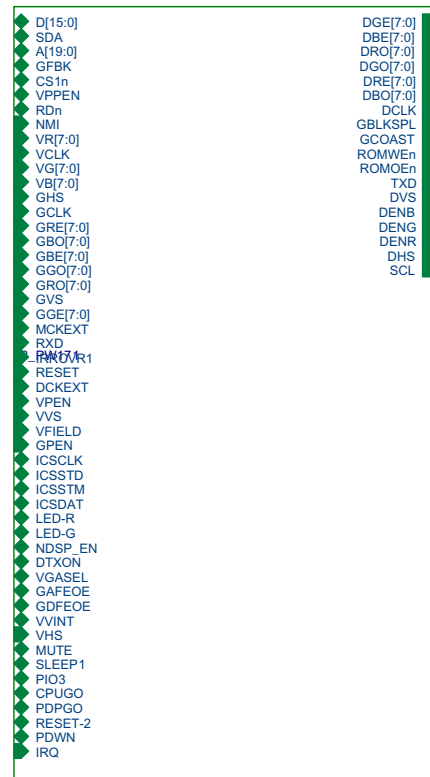 D[15:0]
SDA
A[19:0]
GFBK
CS1n
VPPEN
RDn
NMI
VR[7:0]
VCLK
VG[7:0]
VB[7:0]
GHS
GCLK
GRE[7:0]
GBO[7:0]
GBE[7:0]
GGO[7:0]
GRO[7:0]
GVS
GGE[7:0]
MCKEXT
RXD
IRRCVR1
RESET
DCKEXT
VPEN
VVS
VFIELD
GPEN
ICSCLK
ICSSTD
ICSSTM
ICSDAT
LED-R
LED-G
NDSP_EN
DTXON
VGASEL
GAFEOE
GDFEOE
VVINT
VHS
MUTE
SLEEP1
PIO3
CPUGO
PDPGO
RESET-2
PDWN
IRQ
DGE[7:0]
DBE[7:0]
DRO[7:0]
DGO[7:0]
DRE[7:0]
DBO[7:0]
DCLK
GBLKSPL
GCOAST
ROMWEn
ROMOEn
TXD
DVS
DENB
DENG
DENR
DHS
SCL